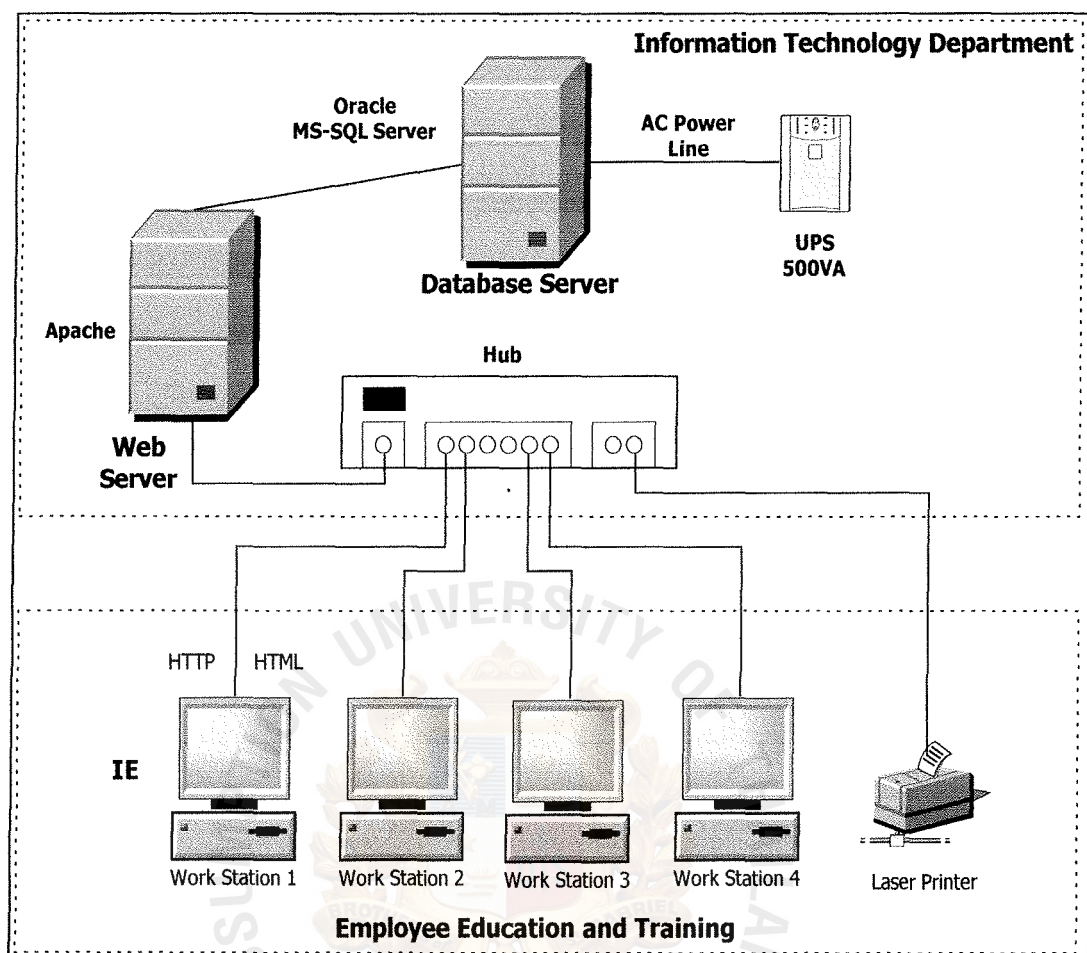 Information Technology Department
Oracle
MS-SQL Server
AC Power
Line
UPS
500VA
Database Server
Apache
Hub
Web
Server
UNIVERSITY OF
HTTP HTML
IE
Work Station 1 Work Station 2 Work Station 3 Work Station 4 Laser Printer
Employee Education and Training